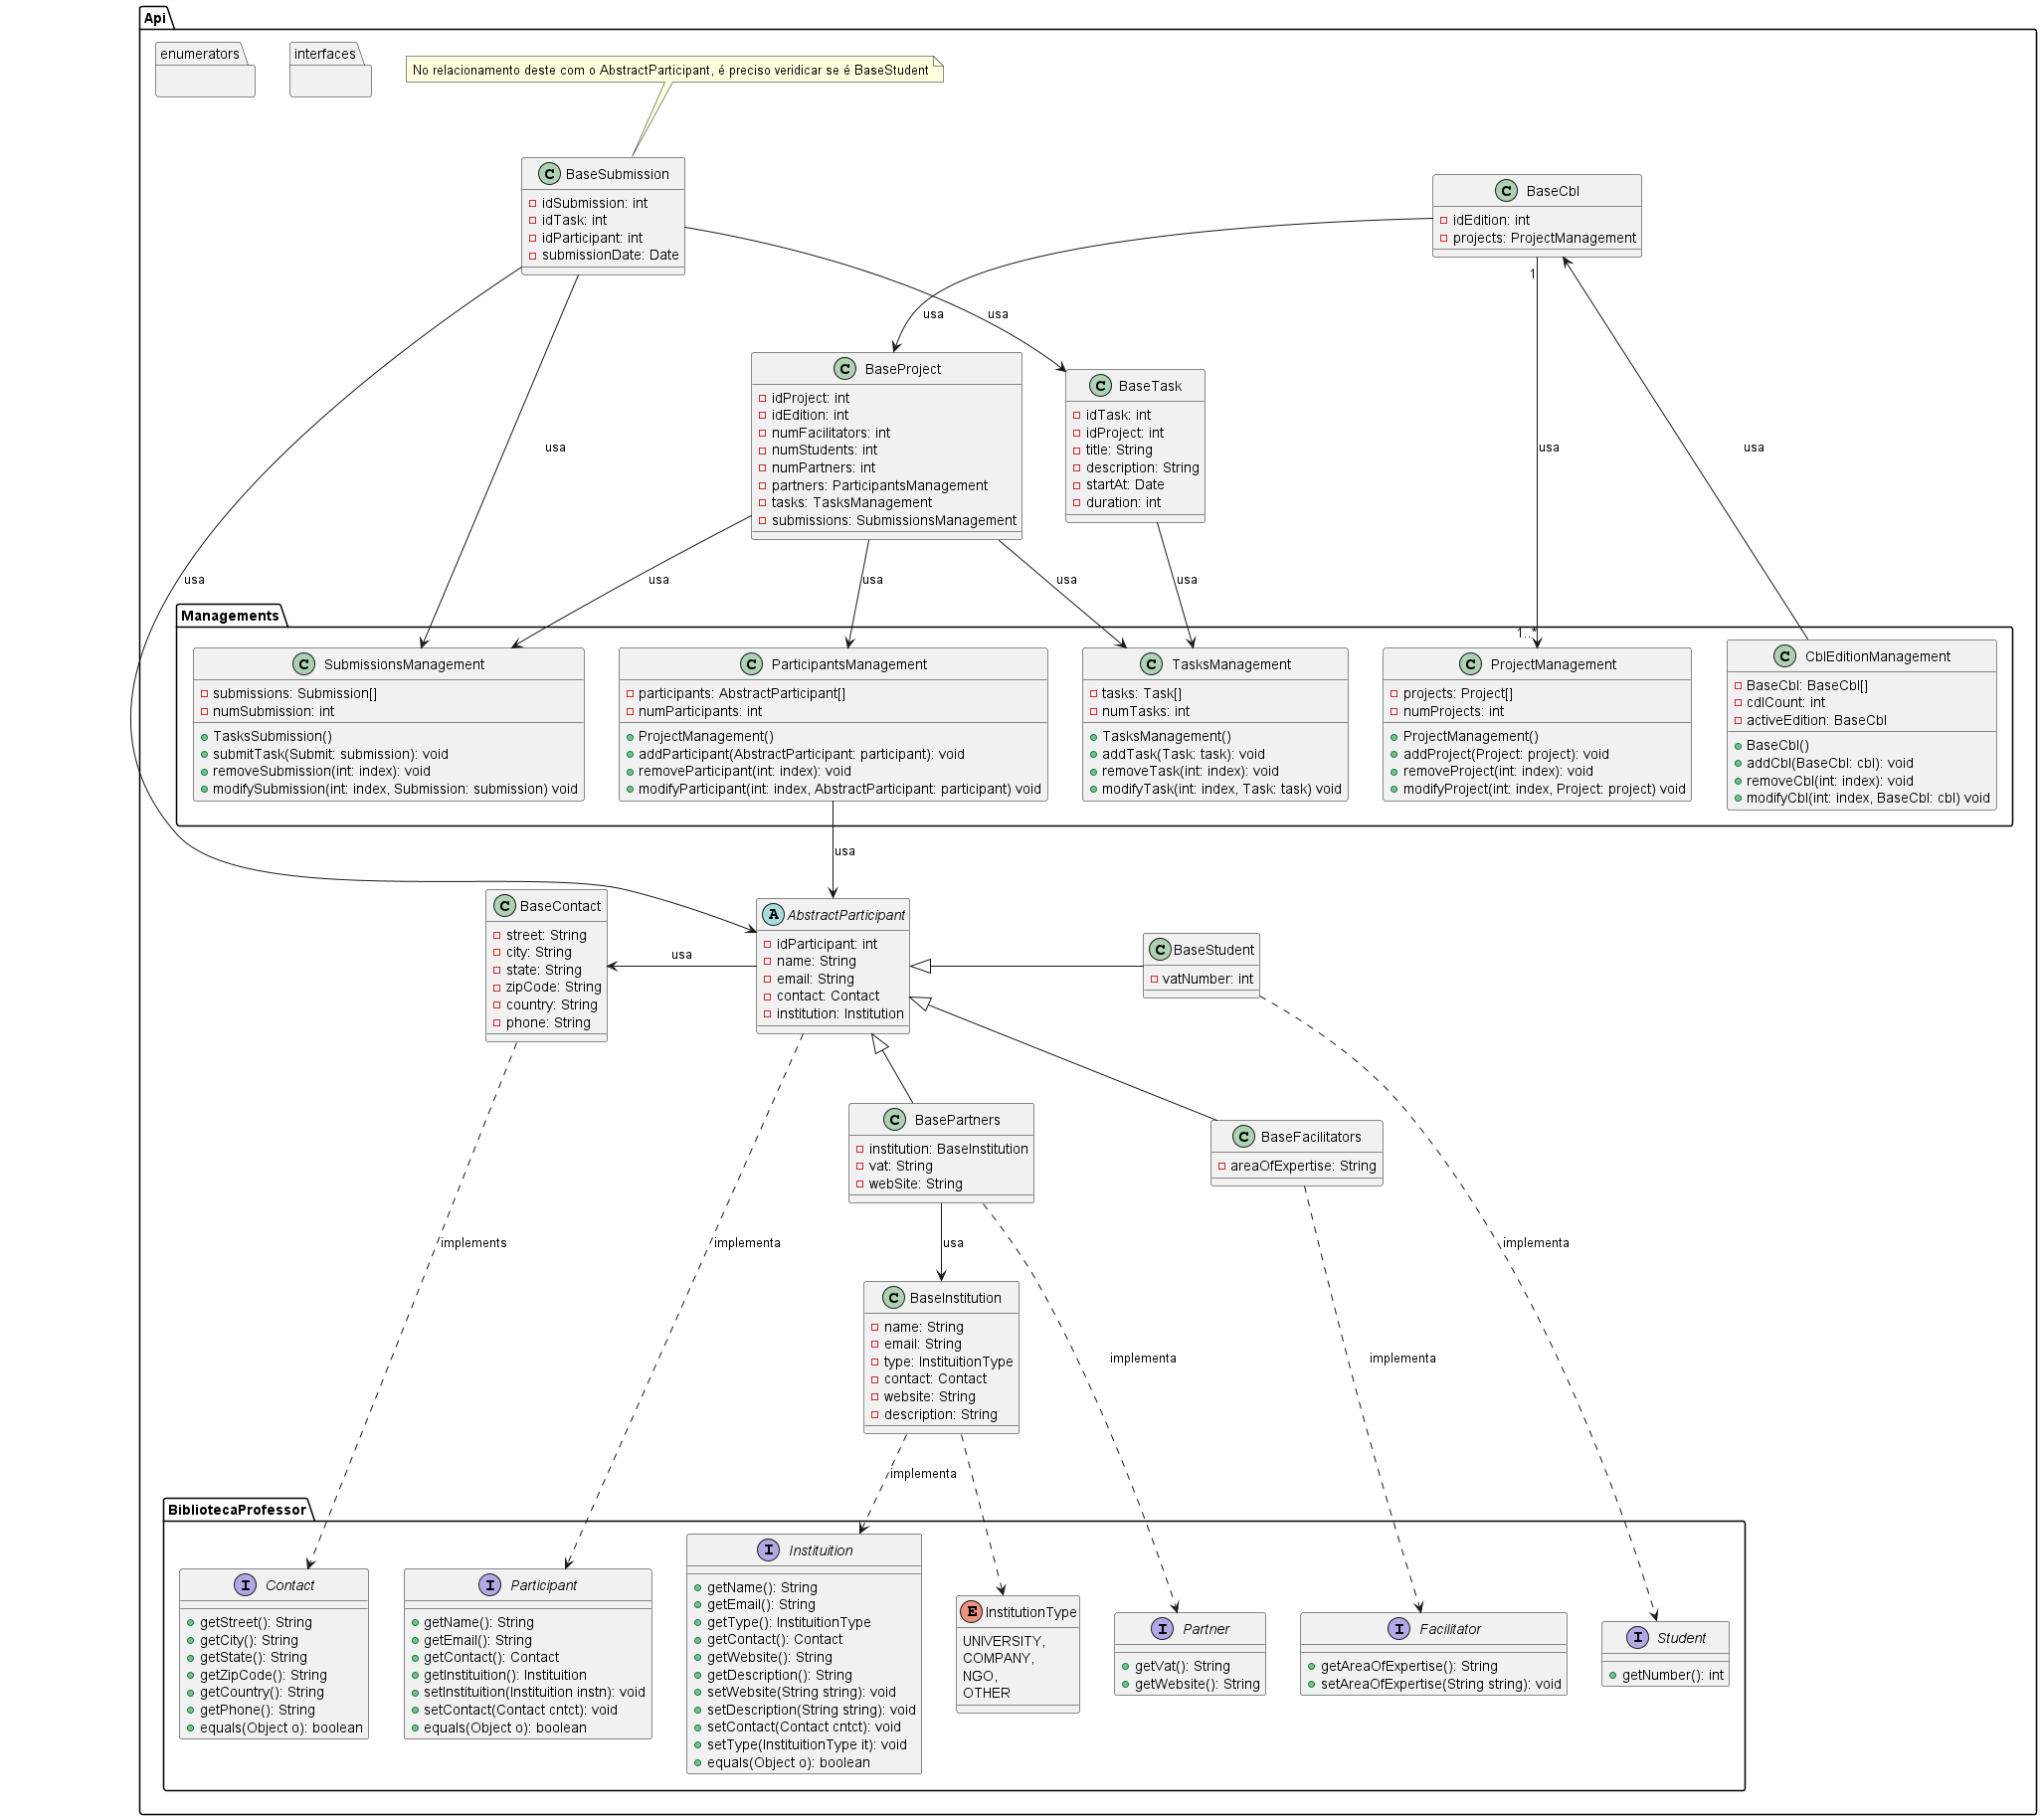 Api
enumerators
interfaces
No relacionamento deste com o AbstractParticipant, é preciso veridicar se é BaseStudent
C BaseSubmission
idSubmission: int
idTask: int
idParticipant: int
submissionDate: Date
C BaseCbl
idEdition: int
projects: ProjectManagement
1
usa
usa
C BaseProject
idProject: int
idEdition: int
numFacilitators: int
numStudents: int
numPartners: int
partners: ParticipantsManagement
tasks: TasksManagement
submissions: SubmissionsManagement
C BaseTask
idTask: int
idProject: int
title: String
description: String
startAt: Date
duration: int
usa
usa
usa
usa
usa
usa
usa
usa
Managements
1..*
C SubmissionsManagement
submissions: Submission[]
numSubmission: int
TasksSubmission()
submitTask(Submit: submission): void
removeSubmission(int: index): void
modifySubmission(int: index, Submission: submission) void
C ParticipantsManagement
participants: AbstractParticipant[]
numParticipants: int
ProjectManagement()
addParticipant(AbstractParticipant: participant): void
removeParticipant(int: index): void
modifyParticipant(int: index, AbstractParticipant: participant) void
C TasksManagement
tasks: Task[]
numTasks: int
TasksManagement()
addTask(Task: task): void
removeTask(int: index): void
modifyTask(int: index, Task: task) void
C ProjectManagement
projects: Project[]
numProjects: int
ProjectManagement()
addProject(Project: project): void
removeProject(int: index): void
modifyProject(int: index, Project: project) void
C CblEditionManagement
BaseCbl: BaseCbl[]
cdlCount: int
activeEdition: BaseCbl
BaseCbl()
addCbl(BaseCbl: cbl): void
removeCbl(int: index): void
modifyCbl(int: index, BaseCbl: cbl) void
usa
C BaseContact
street: String
city: String
state: String
zipCode: String
country: String
phone: String
usa
A AbstractParticipant
idParticipant: int
name: String
email: String
contact: Contact
institution: Institution
C BaseStudent
vatNumber: int
C BasePartners
institution: BaseInstitution
vat: String
webSite: String
C BaseFacilitators
areaOfExpertise: String
implements
implementa
usa
implementa
C BaseInstitution
name: String
email: String
type: InstituitionType
contact: Contact
website: String
description: String
implementa
implementa
implementa
BibliotecaProfessor
I Contact
getStreet(): String
getCity(): String
getState(): String
getZipCode(): String
getCountry(): String
getPhone(): String
equals(Object o): boolean
I Participant
getName(): String
getEmail(): String
getContact(): Contact
getInstituition(): Instituition
setInstituition(Instituition instn): void
setContact(Contact cntct): void
equals(Object o): boolean
I Instituition
getName(): String
getEmail(): String
getType(): InstituitionType
getContact(): Contact
getWebsite(): String
getDescription(): String
setWebsite(String string): void
setDescription(String string): void
setContact(Contact cntct): void
setType(InstituitionType it): void
equals(Object o): boolean
E InstitutionType
UNIVERSITY,
COMPANY,
NGO,
OTHER
I Partner
getVat(): String
getWebsite(): String
I Facilitator
getAreaOfExpertise(): String
setAreaOfExpertise(String string): void
I Student
getNumber(): int